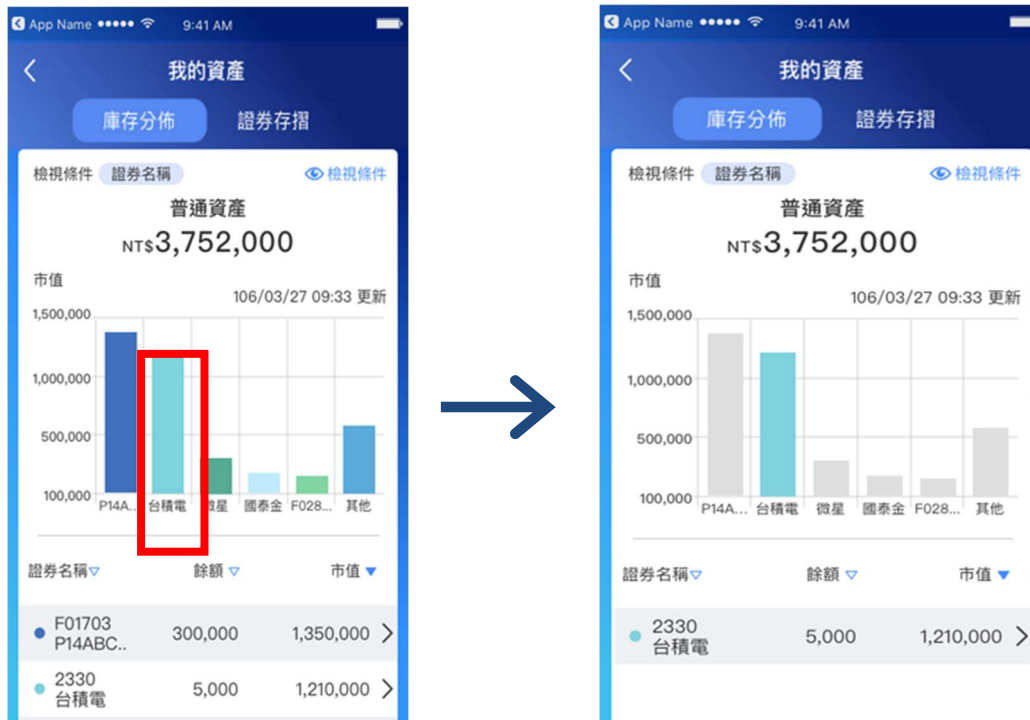 App Name 9:41 AM
我的資產
庫存分佈 證券存摺
檢視條件 證券名稱 檢視條件
普通資產
NT$3,752,000
市值
106/03/27 09:33 更新
1,500,000
1,000,000
500,000
100,000
P14A.. 台積電 微星 國泰金 F028... 其他
證券名稱▽ 餘額▽ 市值▼
F01703
P14ABC.. 300,000 1,350,000
2330
台積電 5,000 1,210,000
App Name 9:41 AM
我的資產
庫存分佈 證券存摺
檢視條件 證券名稱 檢視條件
普通資產
NT$3,752,000
市值
106/03/27 09:33 更新
1,500,000
1,000,000
500,000
100,000
P14A... 台積電 微星 國泰金 F028... 其他
證券名稱▽ 餘額▽ 市值▼
2330
台積電 5,000 1,210,000